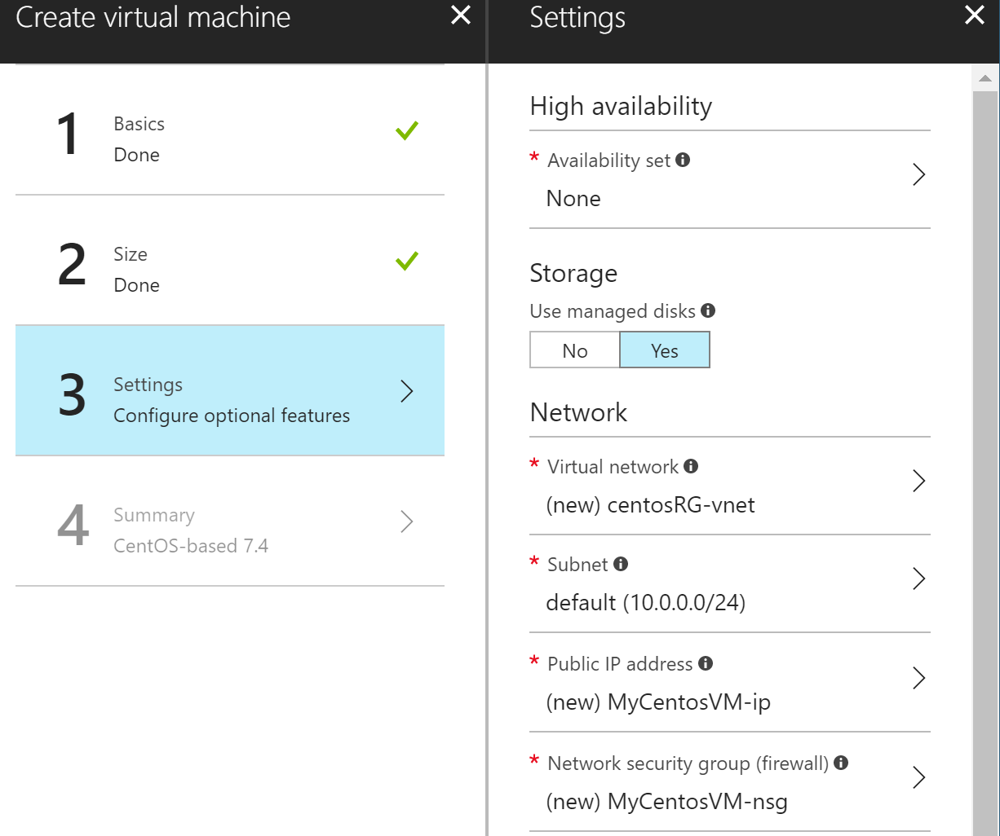 Create virtual machine
1
Basics
Done
2
Size
Done
3
Settings
Configure optional features
4
Summary
CentOS-based 7.4
Settings
High availability
* Availability set
None
Storage
Use managed disks
No Yes
Network
* Virtual network
(new) centosRG-vnet
* Subnet
default (10.0.0.0/24)
* Public IP address
(new) MyCentosVM-ip
* Network security group (firewall)
(new) MyCentosVM-nsg